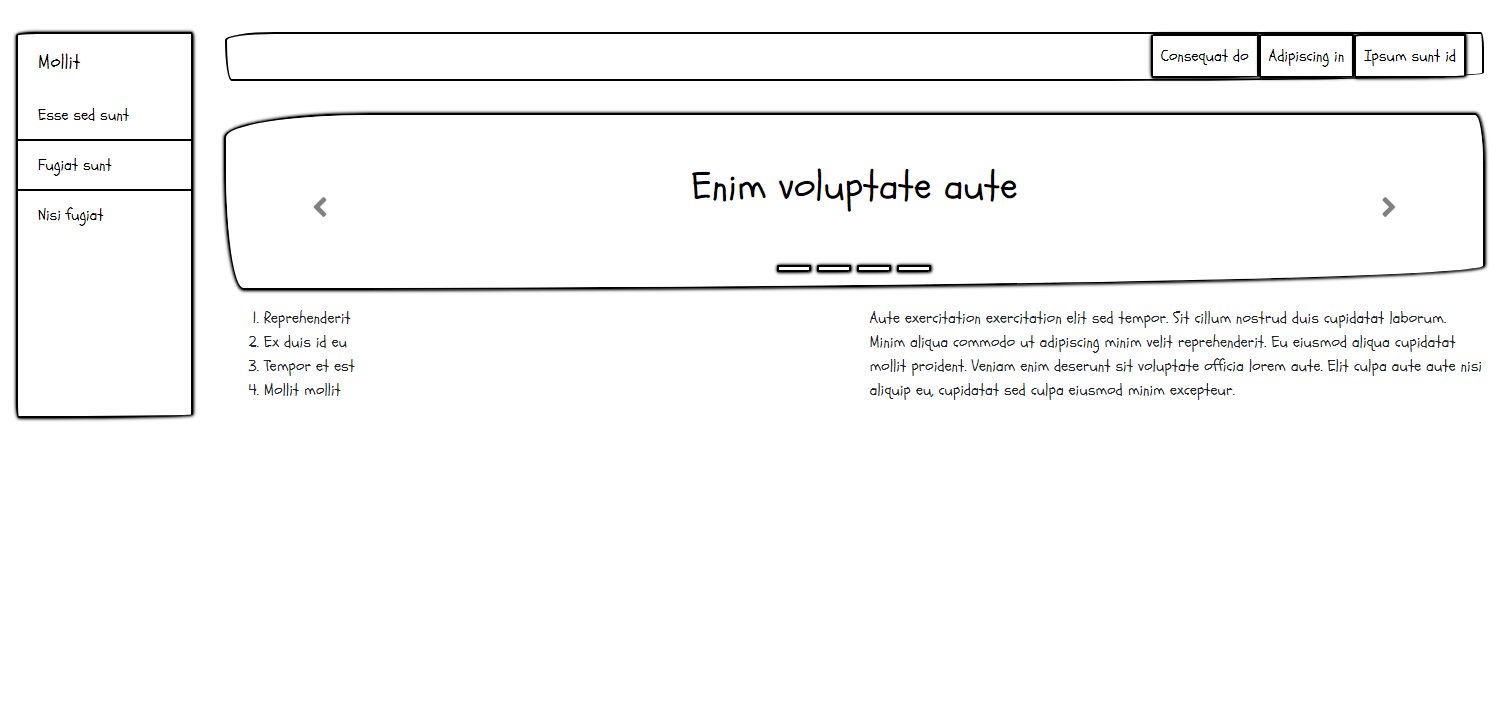 Mollit
Esse sed sunt
Fugiat sunt
Nisi fugiat
Consequat do
Adipiscing in
Ipsum sunt id
Enim voluptate aute
1. Reprehenderit
2. Ex duis id eu
3. Tempor et est
4. Mollit mollit
Aute exercitation exercitation elit sed tempor. Sit cillum nostrud duis cupidatat laborum.
Minim aliqua commodo ut adipiscing minim velit reprehenderit. Eu eiusmod aliqua cupidatat
mollit proident. Veniam enim deserunt sit voluptate officia lorem aute. Elit culpa aute aute nisi
aliquip eu, cupidatat sed culpa eiusmod minim excepteur.